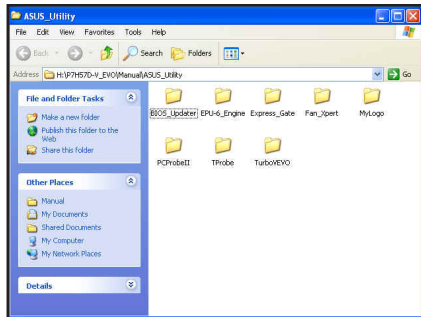 ASUS_Utility
File Edit View Favorites Tools Help
Back Search Folders
Address H:\P7H57D-V_EVO\Manual\ASUS_Utility Go
File and Folder Tasks
Make a new folder
Publish this folder to the Web
Share this folder
Other Places
Manual
My Documents
Shared Documents
My Computer
My Network Places
Details
BIOS_Updater EPU-6_Engine Express_Gate Fan_Xpert MyLogo
PCProbeII TProbe TurboVEVO